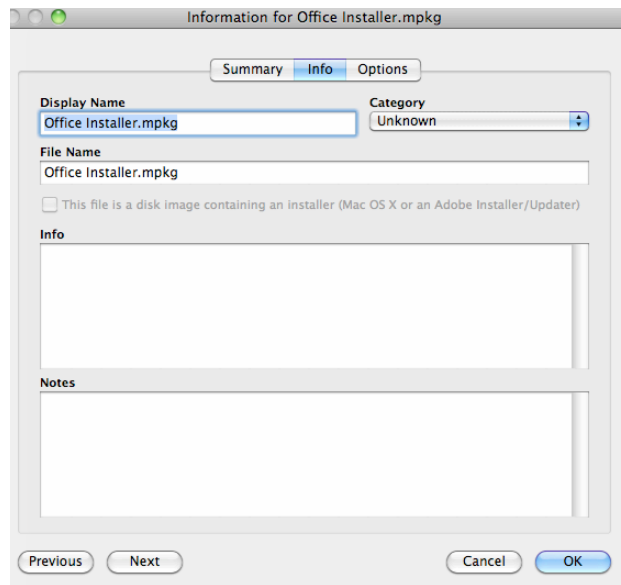 Information for Office Installer.mpkg
Summary Info Options
Display Name Category
Office Installer.mpkg Unknown
File Name
Office Installer.mpkg
This file is a disk image containing an installer (Mac OS X or an Adobe Installer/Updater)
Info
Notes
Previous Next Cancel OK